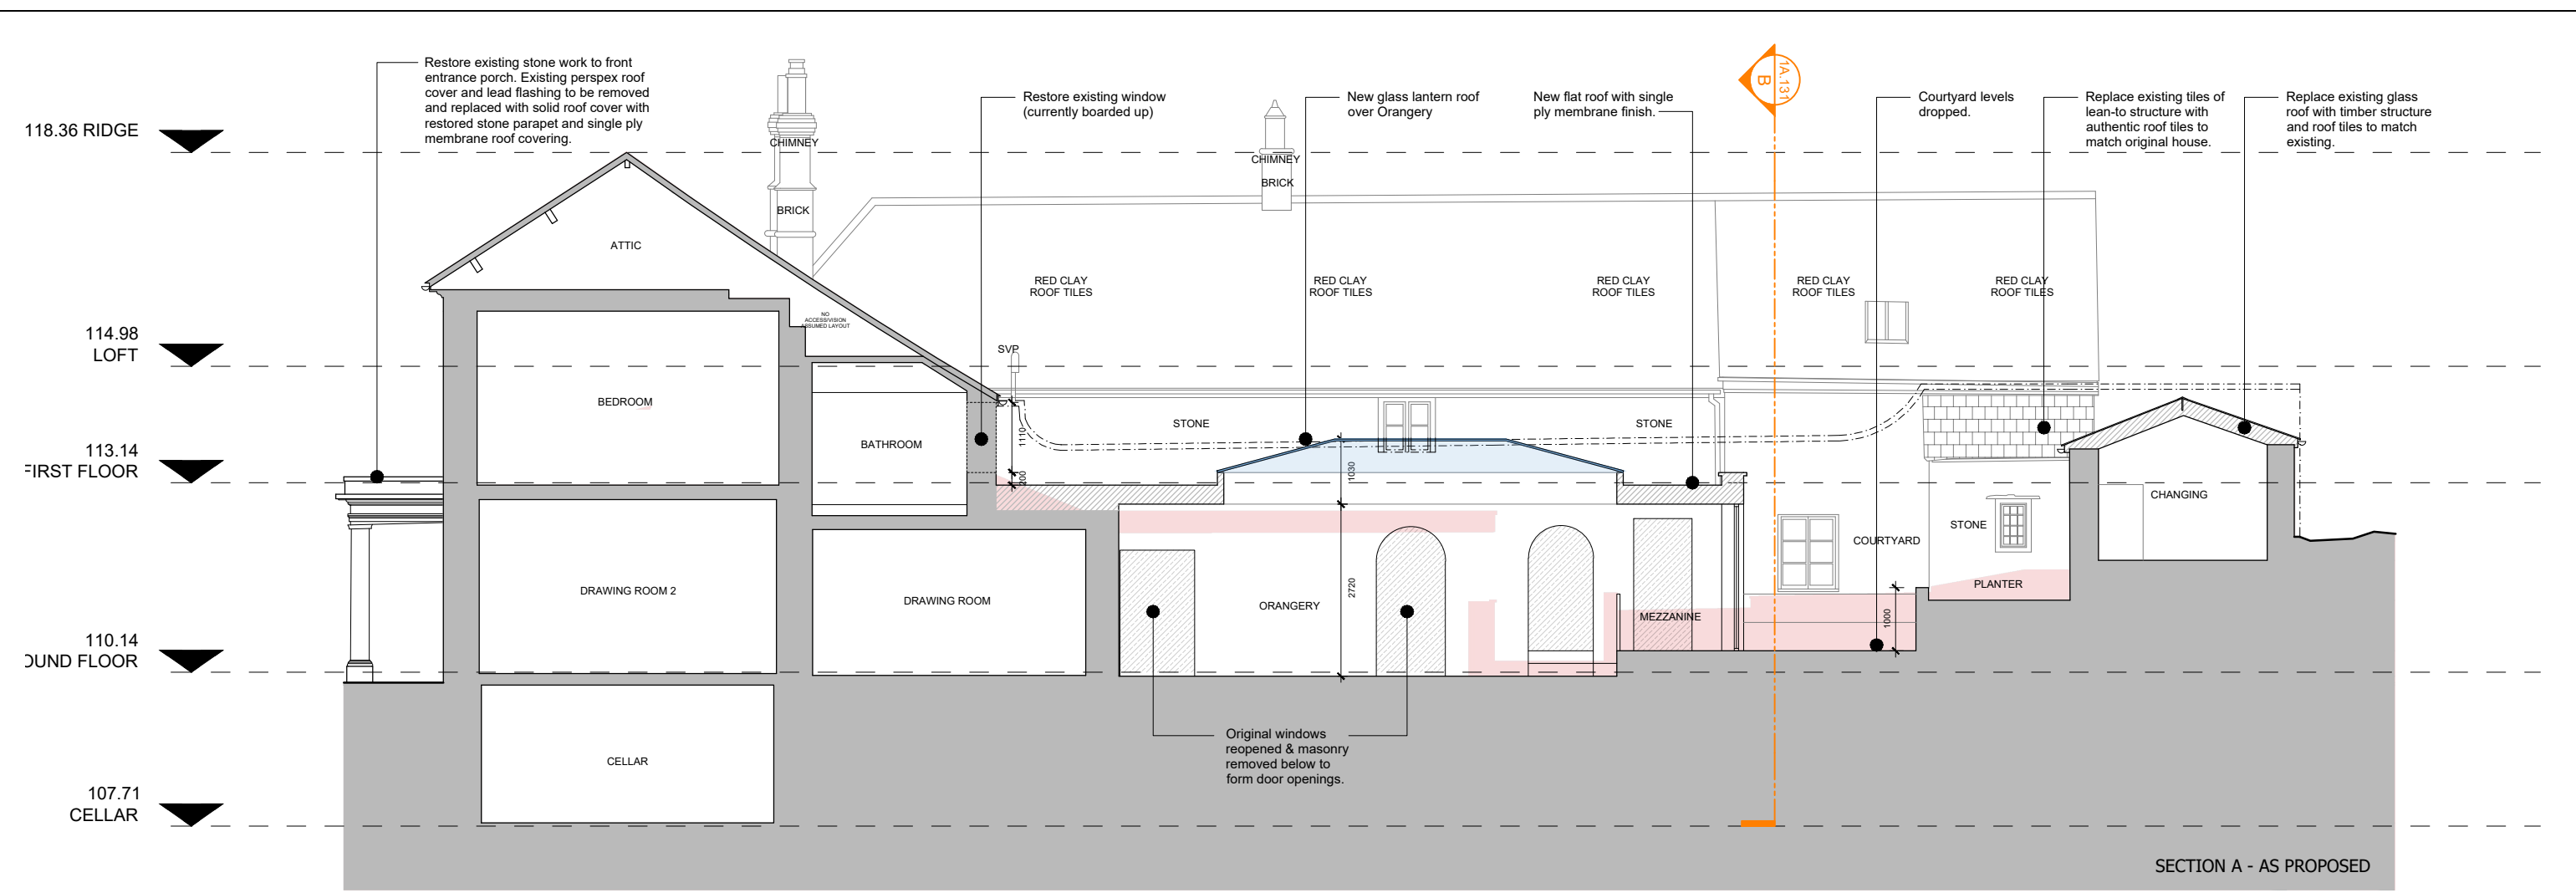 Restore existing stone work to front
entrance porch. Existing perspex roof
cover and lead flashing to be removed
and replaced with solid roof cover with
restored stone parapet and single ply
membrane roof covering.
Restore existing window
(currently boarded up)
New glass lantern roof
over Orangery
New flat roof with single
ply membrane finish.
1A.131
B
Courtyard levels
dropped.
Replace existing tiles of
lean-to structure with
authentic roof tiles to
match original house.
Replace existing glass
roof with timber structure
and roof tiles to match
existing.
118.36 RIDGE
CHIMNEY
BRICK
CHIMNEY
BRICK
ATTIC
RED CLAY
ROOF TILES
RED CLAY
ROOF TILES
RED CLAY
ROOF TILES
RED CLAY
ROOF TILES
RED CLAY
ROOF TILES
NO
ACCESS/VISION
ASSUMED LAYOUT
114.98
LOFT
SVP
BEDROOM
BATHROOM
1110
200
STONE
STONE
1030
113.14
FIRST FLOOR
CHANGING
STONE
COURTYARD
PLANTER
DRAWING ROOM 2
DRAWING ROOM
ORANGERY
2720
MEZZANINE
1000
110.14
OUND FLOOR
Original windows
reopened & masonry
removed below to
form door openings.
CELLAR
107.71
CELLAR
SECTION A - AS PROPOSED